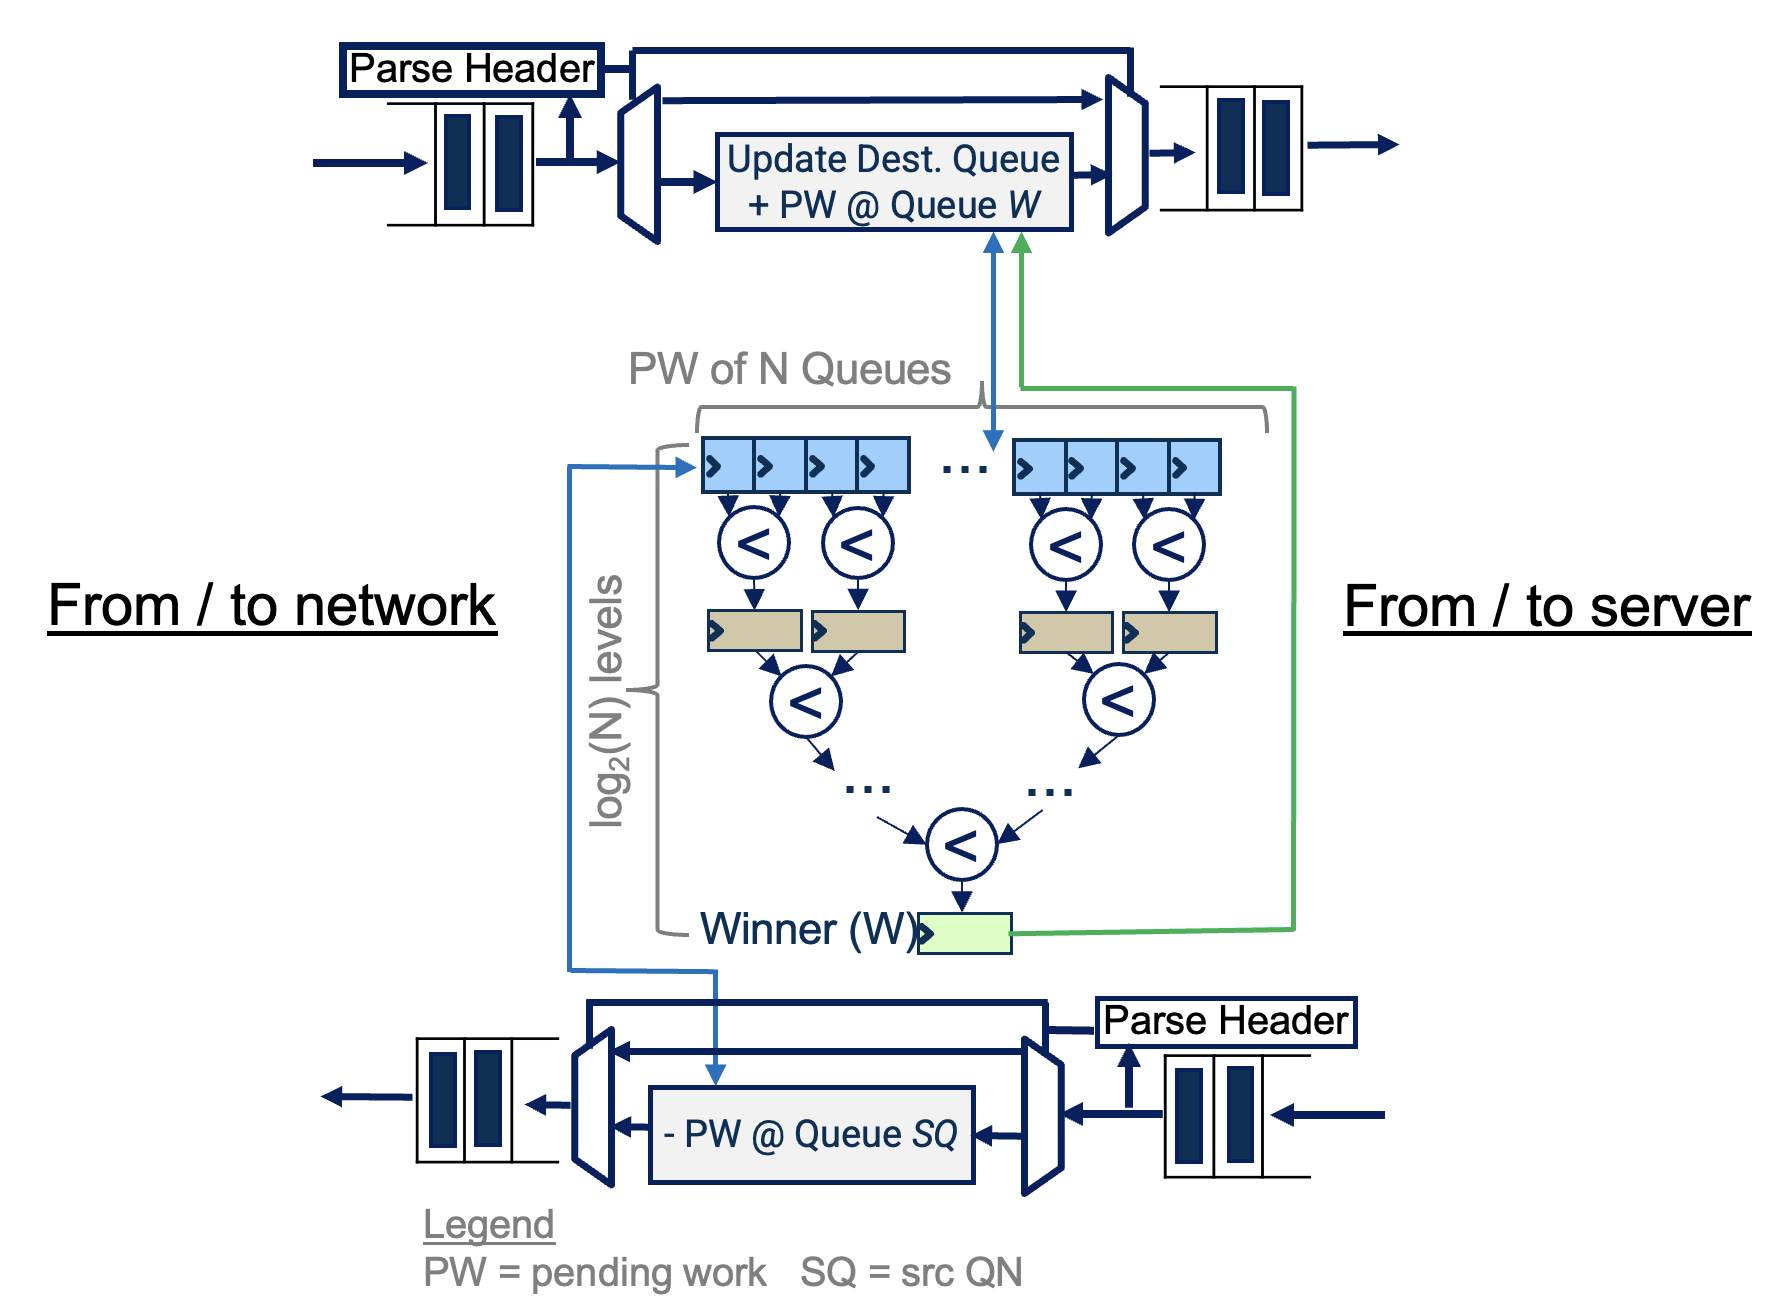 Parse Header
Update Dest. Queue
+ PW @ Queue W
PW of N Queues
...
< < < <
log₂(N) levels
From / to network
From / to server
< <
... ...
<
Winner (W)
Parse Header
- PW @ Queue SQ
Legend
PW = pending work SQ = src QN